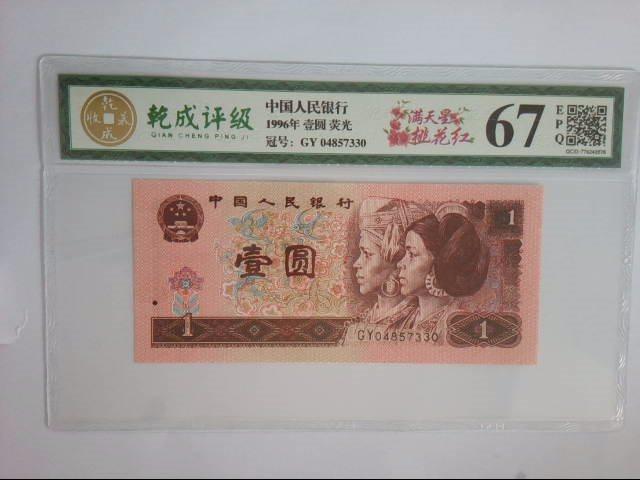 乾
收 藏
成
乾成评级
QIAN CHENG PING JI
中国人民银行
1996年 壹圆 荧光
冠号: GY 04857330
满天星
桃花红
67
E
P
Q
中国人民银行
壹圆
1
1
1
GY04857330